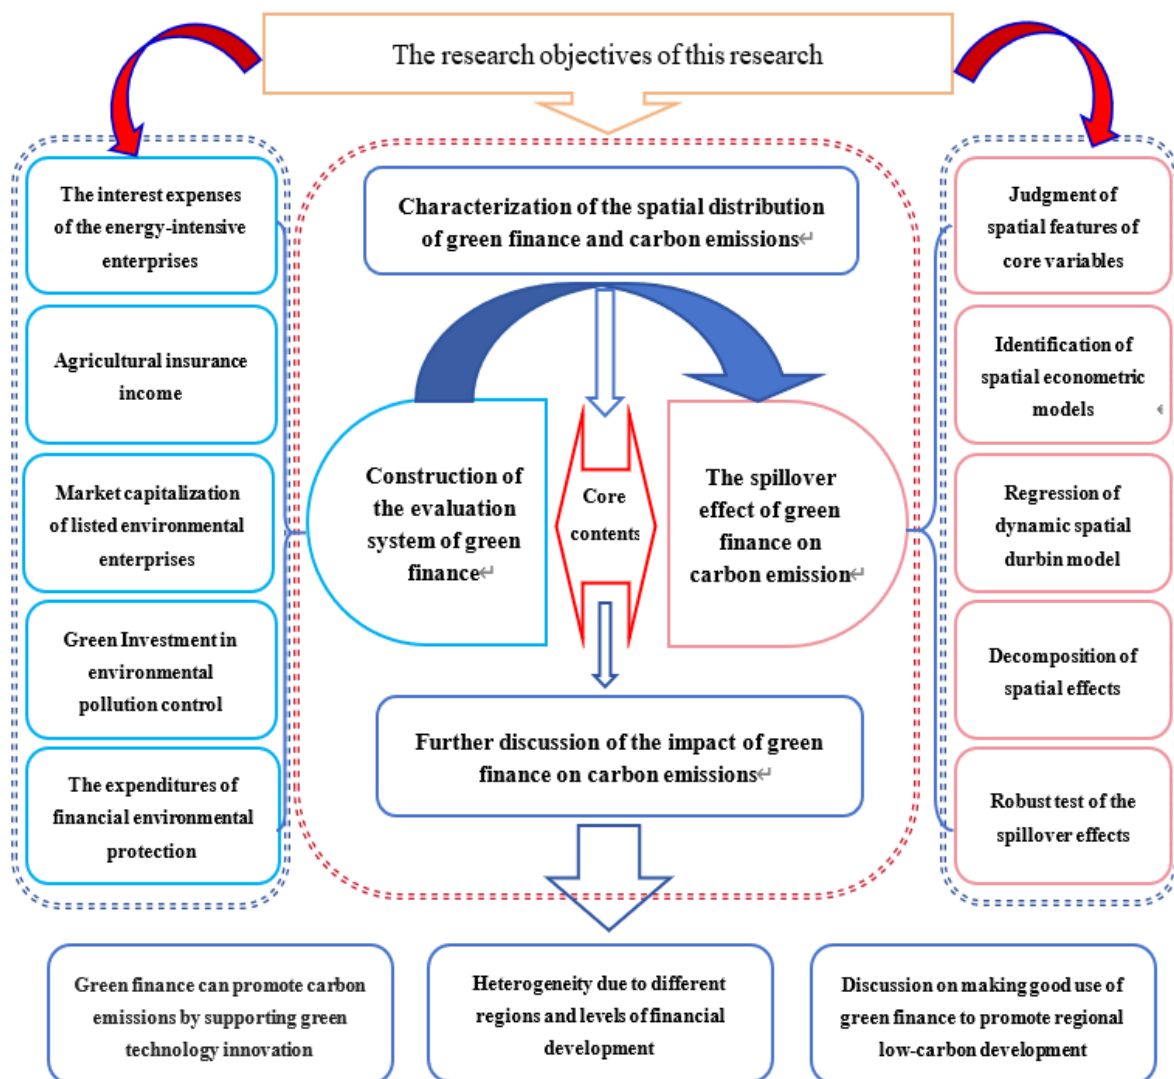 The research objectives of this research
The interest expenses
of the energy-intensive
enterprises
Agricultural insurance
income
Market capitalization
of listed environmental
enterprises
Green Investment in
environmental
pollution control
The expenditures of
financial environmental
protection
Characterization of the spatial distribution
of green finance and carbon emissions↵
Construction of
the evaluation
system of green
finance↵
Core
contents
The spillover
effect of green
finance on
carbon emission↵
Further discussion of the impact of green
finance on carbon emissions↵
Judgment of
spatial features of
core variables
Identification of
spatial econometric
models
Regression of
dynamic spatial
durbin model
Decomposition of
spatial effects
Robust test of the
spillover effects
Green finance can promote carbon
emissions by supporting green
technology innovation
Heterogeneity due to different
regions and levels of financial
development
Discussion on making good use of
green finance to promote regional
low-carbon development